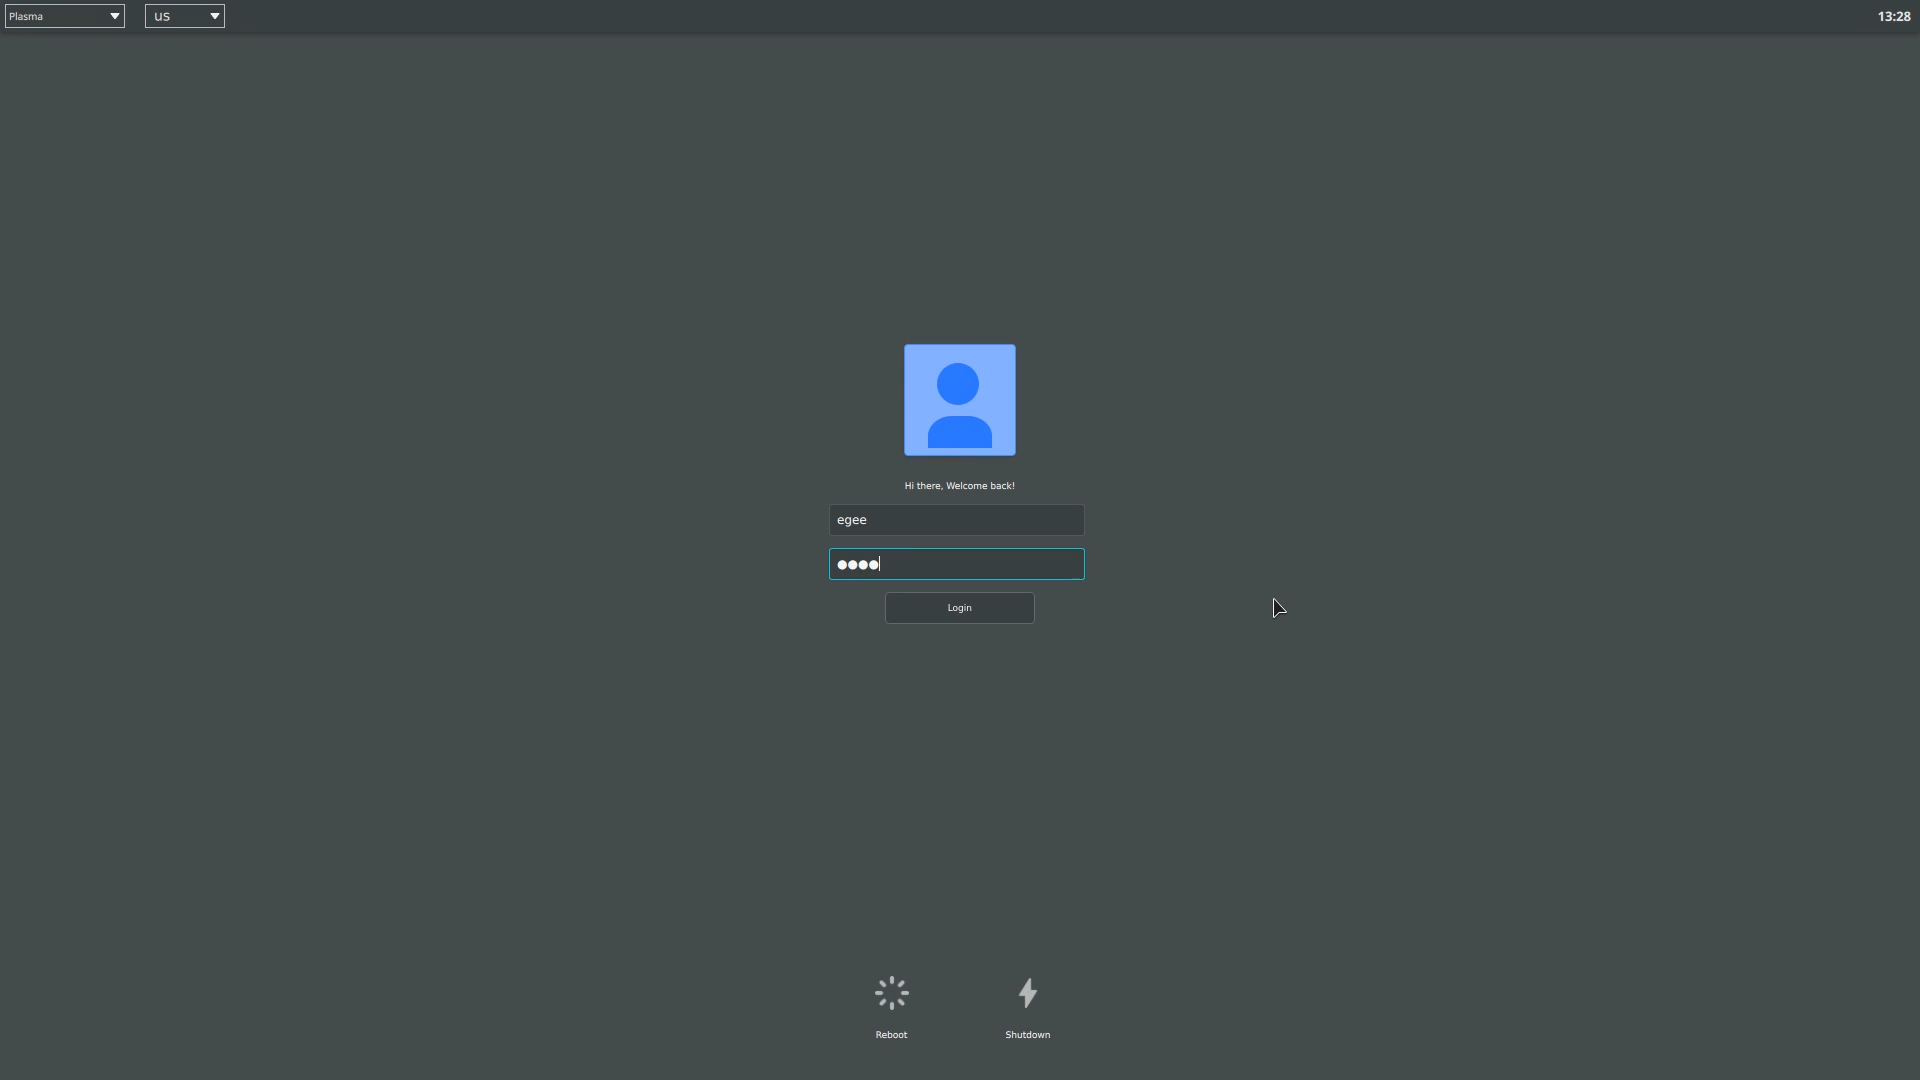 Plasma
us
13:28
Hi there, Welcome back!
egee
●●●●
Login
Reboot
Shutdown